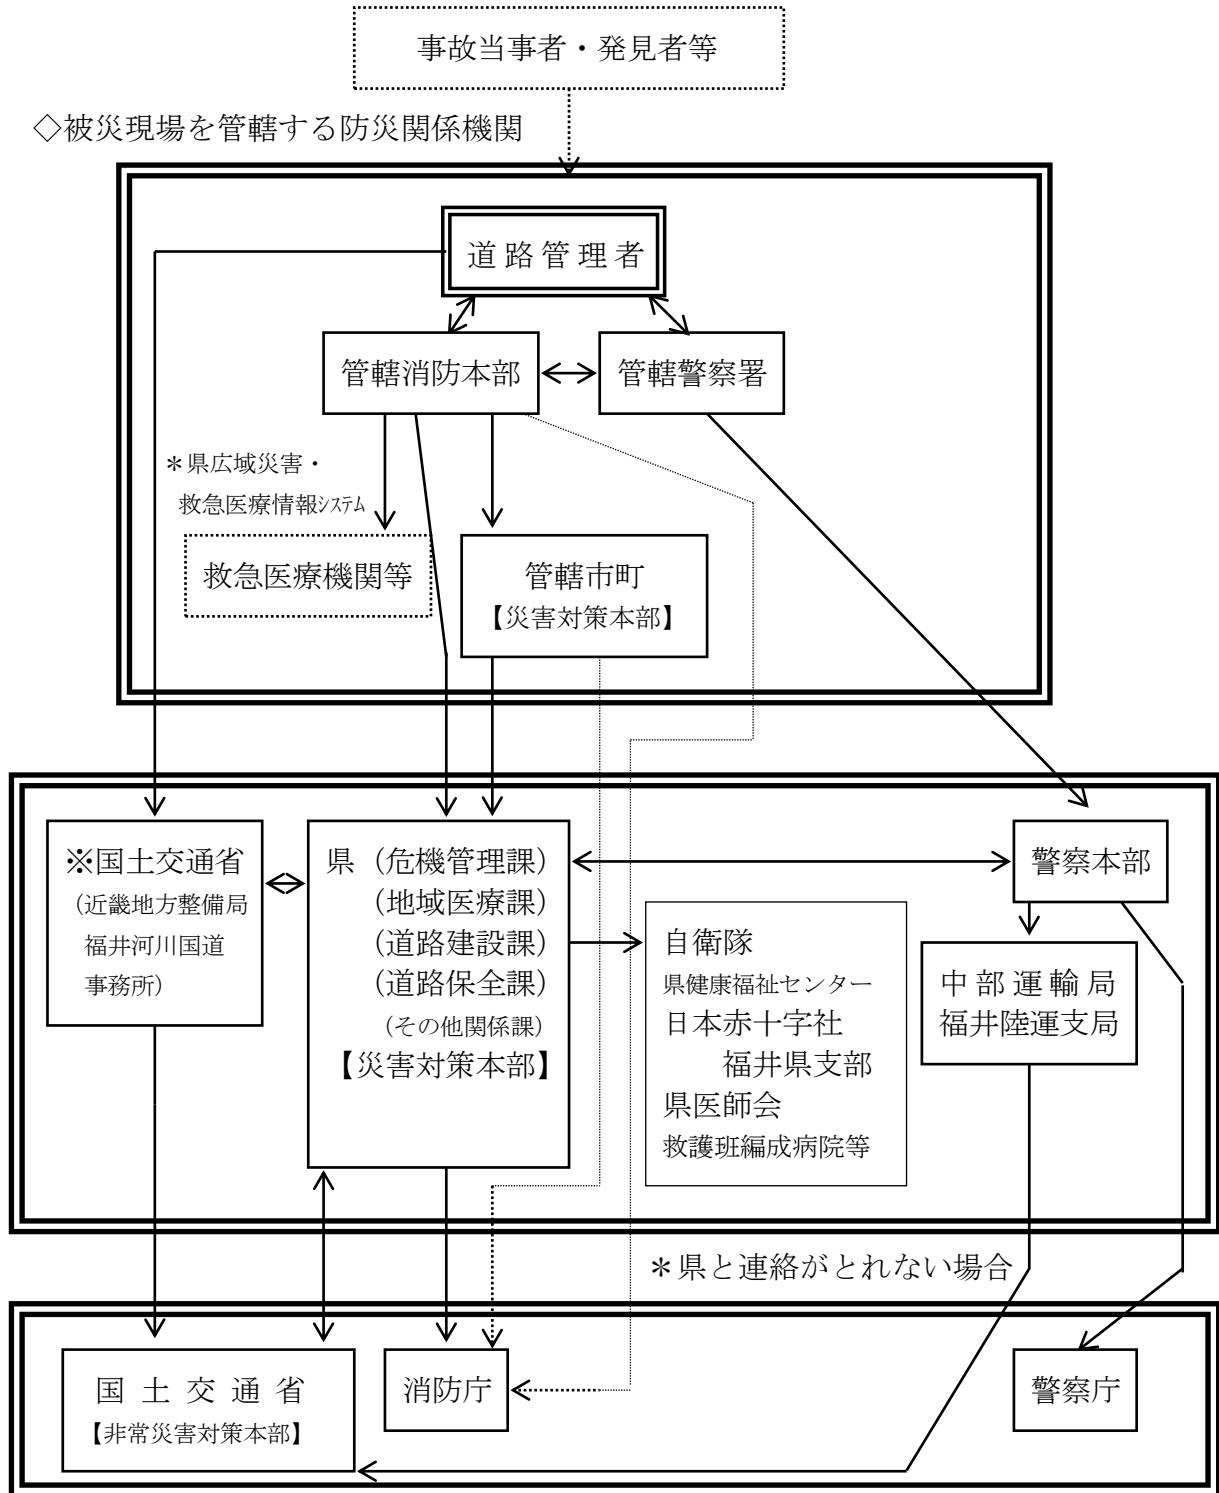 事故当事者・発見者等
◇被災現場を管轄する防災関係機関
道路管理者
管轄消防本部
管轄警察署
＊県広域災害・
救急医療情報ｼｽﾃﾑ
救急医療機関等
管轄市町
【災害対策本部】
※国土交通省
（近畿地方整備局
福井河川国道
事務所）
県（危機管理課）
（地域医療課）
（道路建設課）
（道路保全課）
（その他関係課）
【災害対策本部】
自衛隊
県健康福祉センター
日本赤十字社
福井県支部
県医師会
救護班編成病院等
警察本部
中部運輸局
福井陸運支局
＊県と連絡がとれない場合
国土交通省
【非常災害対策本部】
消防庁
警察庁